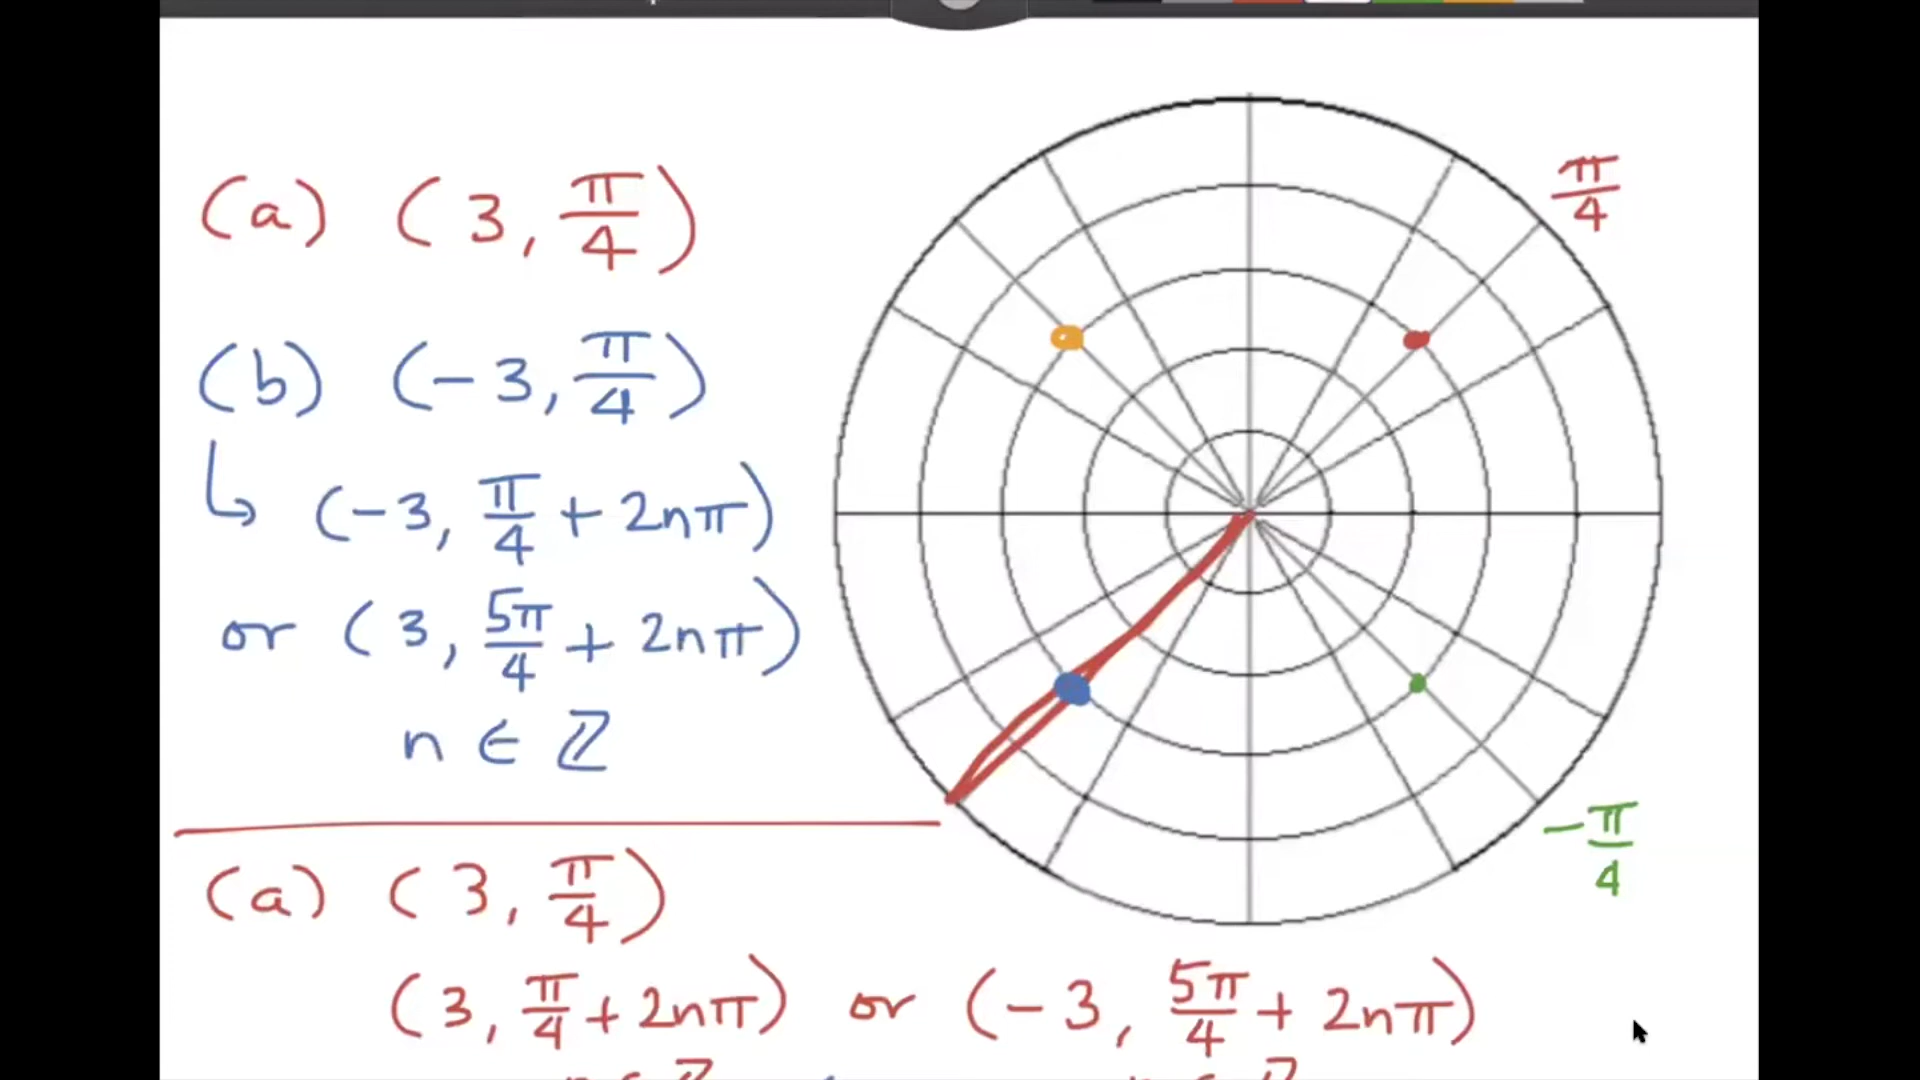 (a) (3, π/4)
(b) (-3, π/4)
↳ (-3, π/4 + 2nπ)
or (3, 5π/4 + 2nπ)
n ∈ ℤ
π/4
-π/4
(a) (3, π/4)
(3, π/4 + 2nπ) or (-3, 5π/4 + 2nπ)